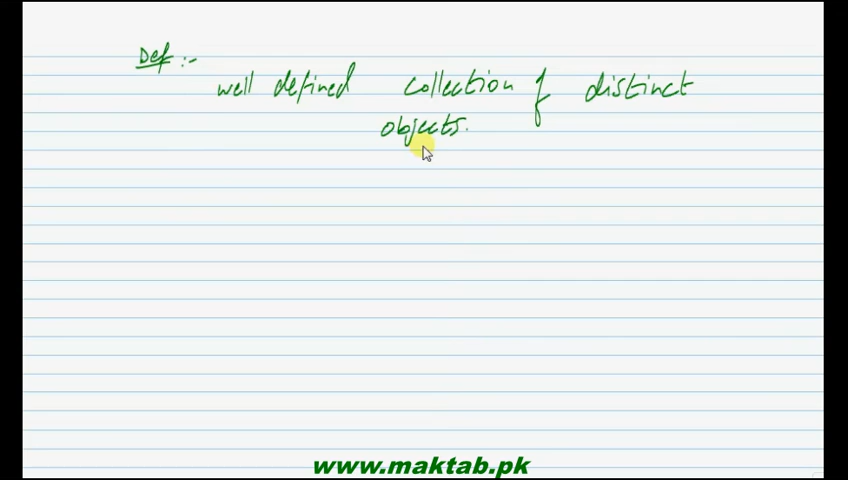 Def :-
well defined collection of distinct
objects.
www.maktab.pk